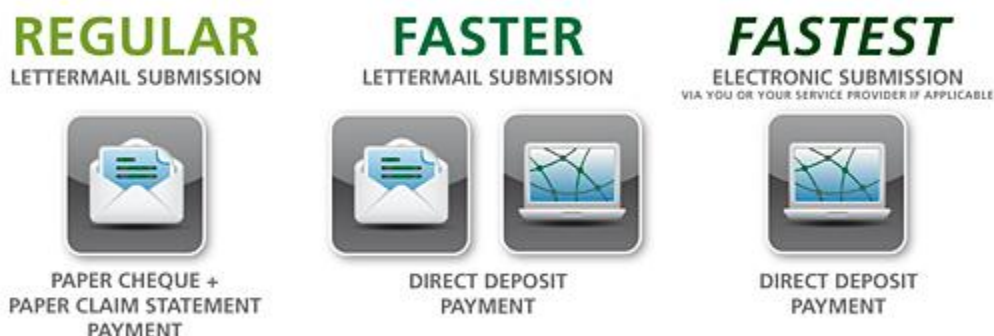 REGULAR
LETTERMAIL SUBMISSION
PAPER CHEQUE +
PAPER CLAIM STATEMENT
PAYMENT
FASTER
LETTERMAIL SUBMISSION
DIRECT DEPOSIT
PAYMENT
FASTEST
ELECTRONIC SUBMISSION
VIA YOU OR YOUR SERVICE PROVIDER IF APPLICABLE
DIRECT DEPOSIT
PAYMENT